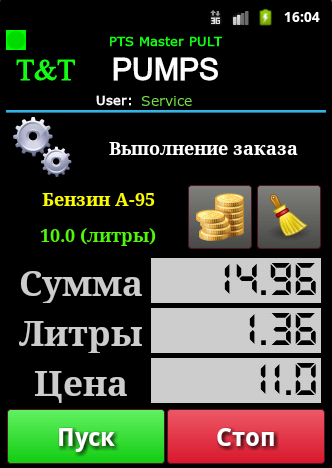 3G 16:04
PTS Master PULT
T&T PUMPS
User: Service
Выполнение заказа
Бензин А-95
10.0 (литры)
Сумма 14.96
Литры 1.36
Цена 11.0
Пуск Стоп